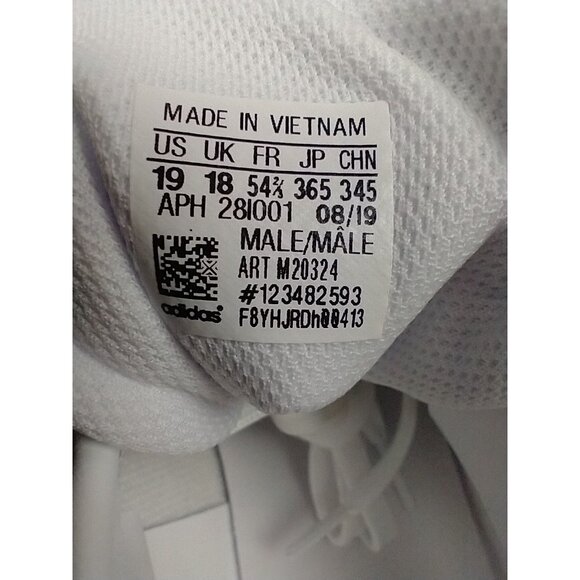 MADE IN VIETNAM
US UK FR JP CHN
19 18 54⅔ 365 345
APH 28I001 08/19
MALE/MÂLE
ART M20324
#123482593
F8YHJRDh00413
adidas®